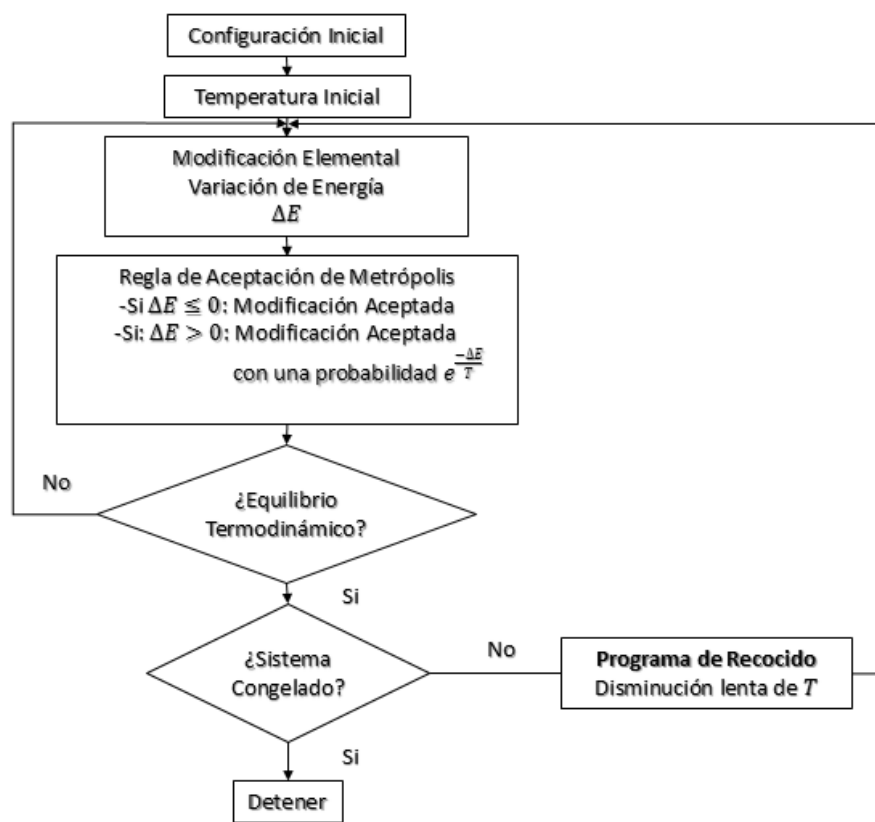 Configuración Inicial
Temperatura Inicial
Modificación Elemental
Variación de Energía
ΔE
Regla de Aceptación de Metrópolis
-Si ΔE ≦ 0: Modificación Aceptada
-Si: ΔE > 0: Modificación Aceptada
con una probabilidad e^(-ΔE/T)
No
¿Equilibrio
Termodinámico?
Si
¿Sistema
Congelado?
No
Programa de Recocido
Disminución lenta de T
Si
Detener